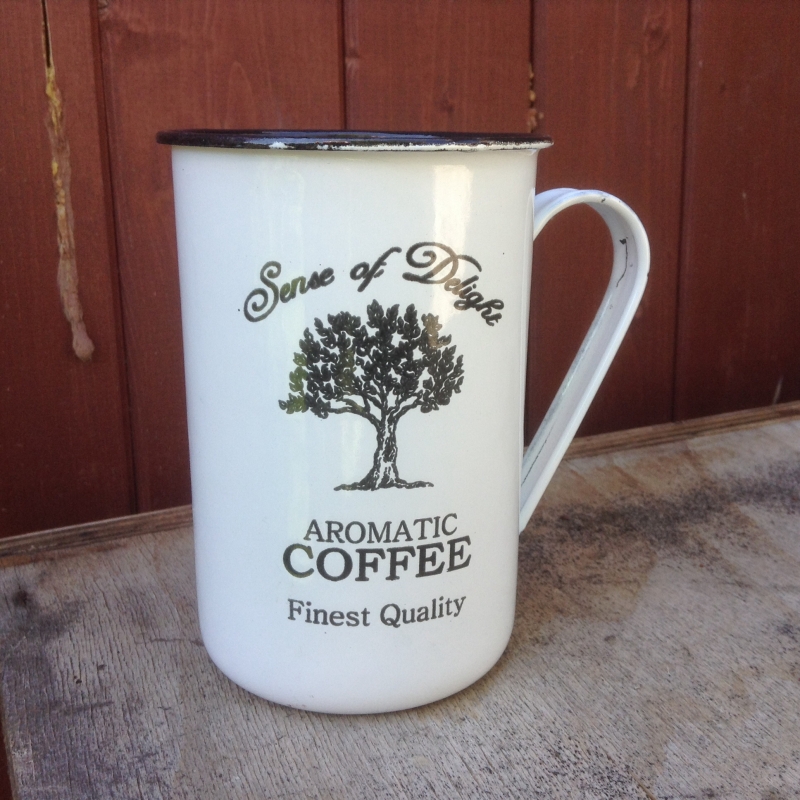 Sense of Delight
AROMATIC
COFFEE
Finest Quality